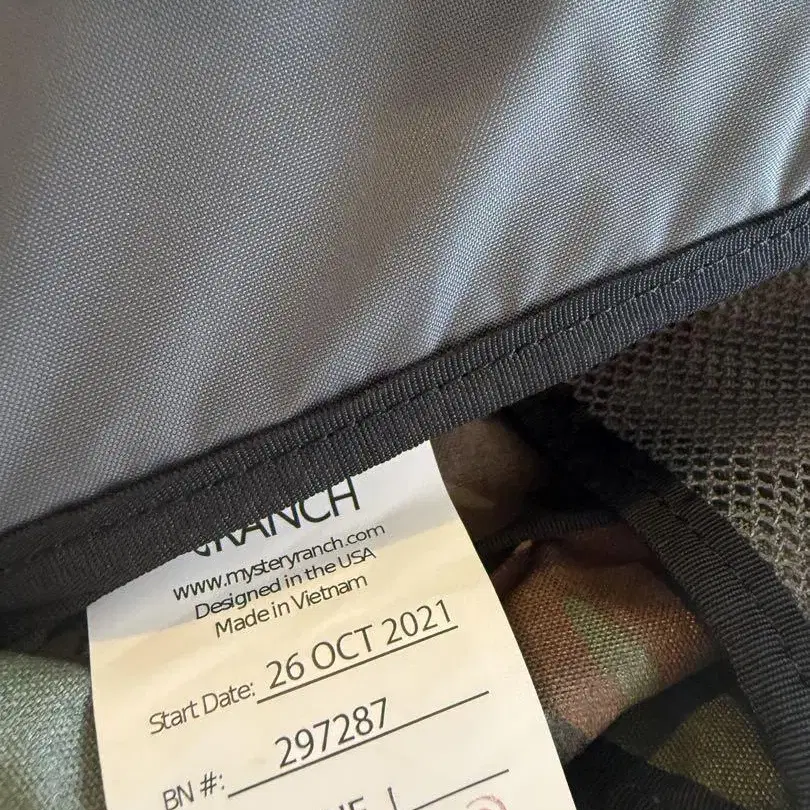 RANCH
www.mysteryranch.com
Designed in the USA
Made in Vietnam
Start Date: 26 OCT 2021
BN #: 297287